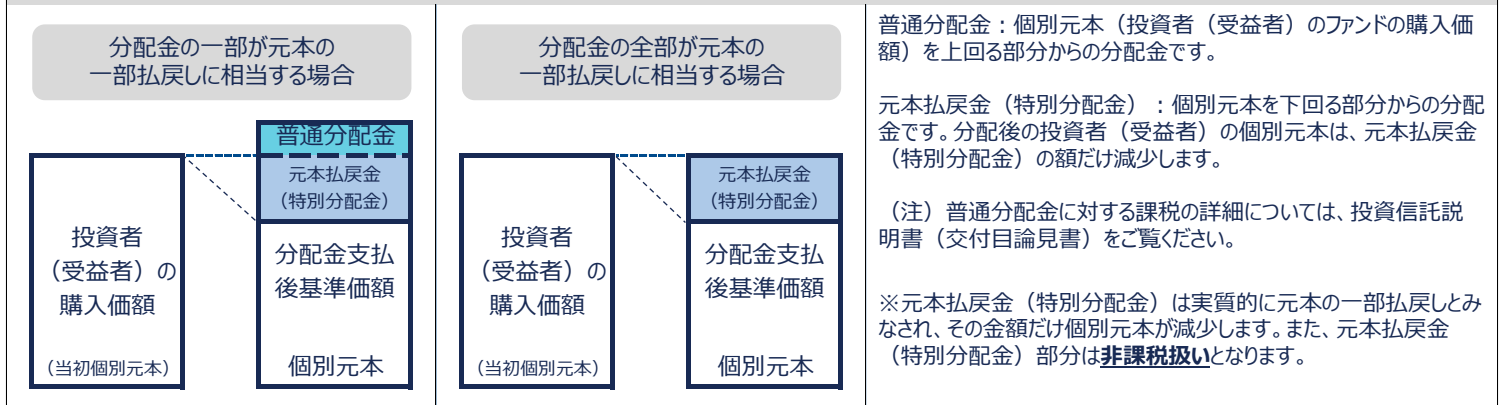 分配金の一部が元本の
一部払戻しに相当する場合
普通分配金
元本払戻金
（特別分配金）
投資者
（受益者）の
購入価額
（当初個別元本）
分配金支払
後基準価額
個別元本
分配金の全部が元本の
一部払戻しに相当する場合
元本払戻金
（特別分配金）
投資者
（受益者）の
購入価額
（当初個別元本）
分配金支払
後基準価額
個別元本
普通分配金：個別元本（投資者（受益者）のファンドの購入価
額）を上回る部分からの分配金です。
元本払戻金（特別分配金）：個別元本を下回る部分からの分配
金です。分配後の投資者（受益者）の個別元本は、元本払戻金
（特別分配金）の額だけ減少します。
（注）普通分配金に対する課税の詳細については、投資信託説
明書（交付目論見書）をご覧ください。
※元本払戻金（特別分配金）は実質的に元本の一部払戻しとみ
なされ、その金額だけ個別元本が減少します。また、元本払戻金
（特別分配金）部分は非課税扱いとなります。